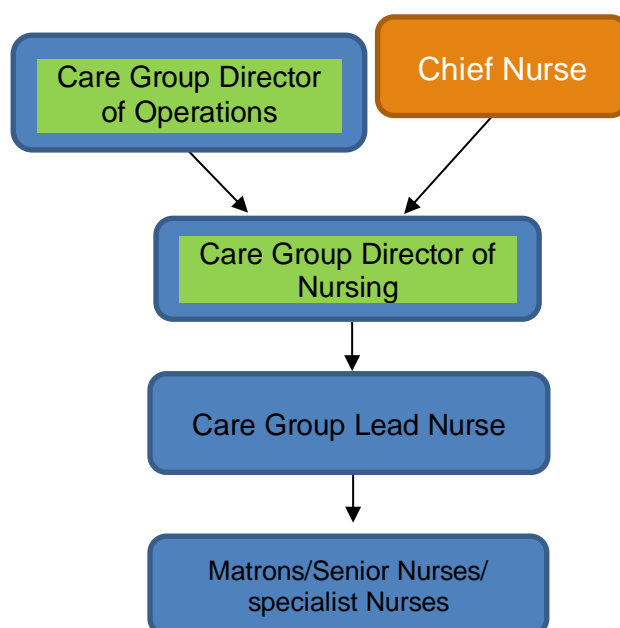 Care Group Director
of Operations
Chief Nurse
Care Group Director of
Nursing
Care Group Lead Nurse
Matrons/Senior Nurses/
specialist Nurses